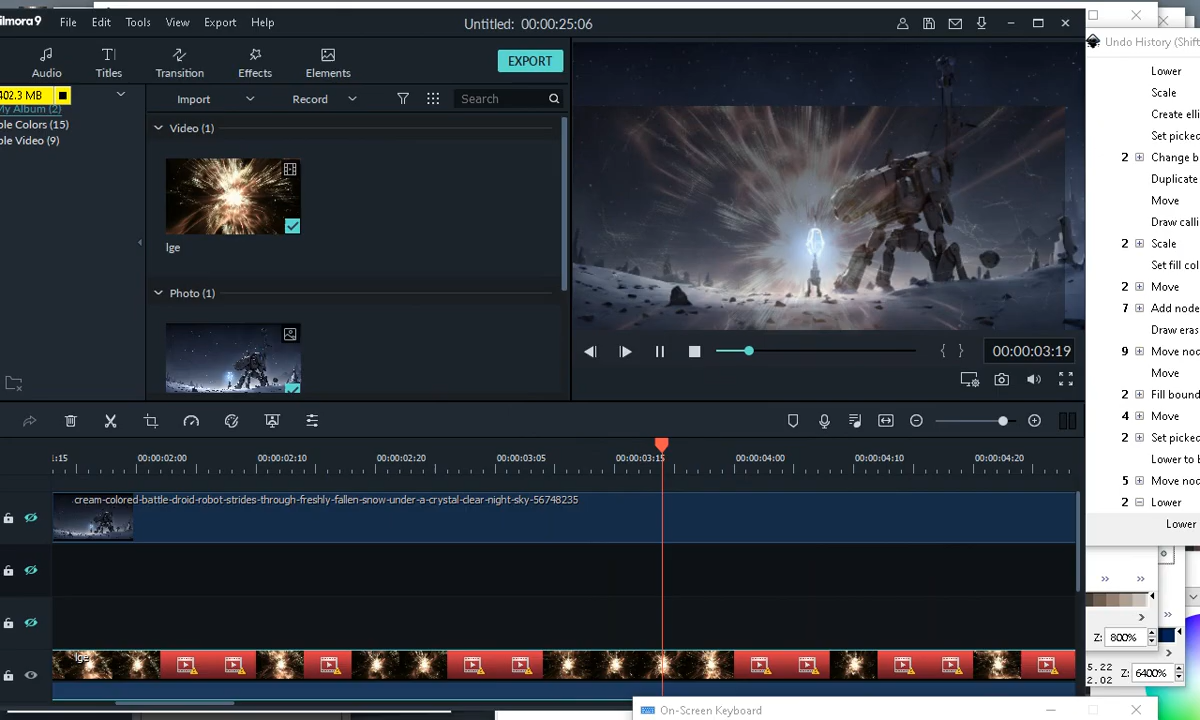 ilmora9 File Edit Tools View Export Help
Untitled: 00:00:25:06
Audio Titles Transition Effects Elements
EXPORT
402.3 MB
My Album (2)
ble Colors (15)
ple Video (9)
Import Record Search
Video (1)
lge
Photo (1)
{ } 00:00:03:19
:1:15 00:00:02:00 00:00:02:10 00:00:02:20 00:00:03:05 00:00:03:15 00:00:04:00 00:00:04:10 00:00:04:20
cream-colored-battle-droid-robot-strides-through-freshly-fallen-snow-under-a-crystal-clear-night-sky-56748235
lge
On-Screen Keyboard
Undo History (Shift
Lower
Scale
Create elli
Set picked
2 Change b
Duplicate
Move
Draw calli
2 Scale
Set fill col
2 Move
7 Add node
Draw eras
9 Move noc
Move
2 Fill bound
4 Move
2 Set picked
Lower to b
5 Move noc
2 Lower
Lower
Z: 800%
5.22
2.02
Z: 6400%